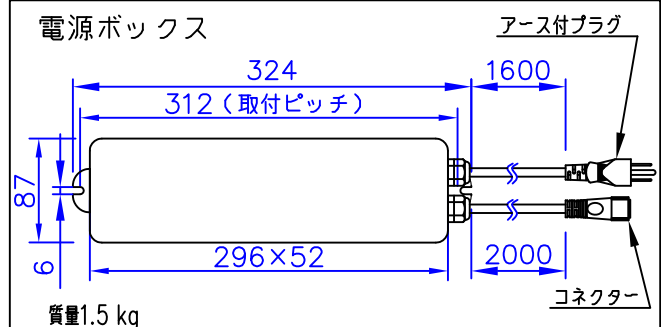 電源ボックス
アース付プラグ
324
1600
312(取付ピッチ)
87
6
296×52
2000
コネクター
質量1.5 kg